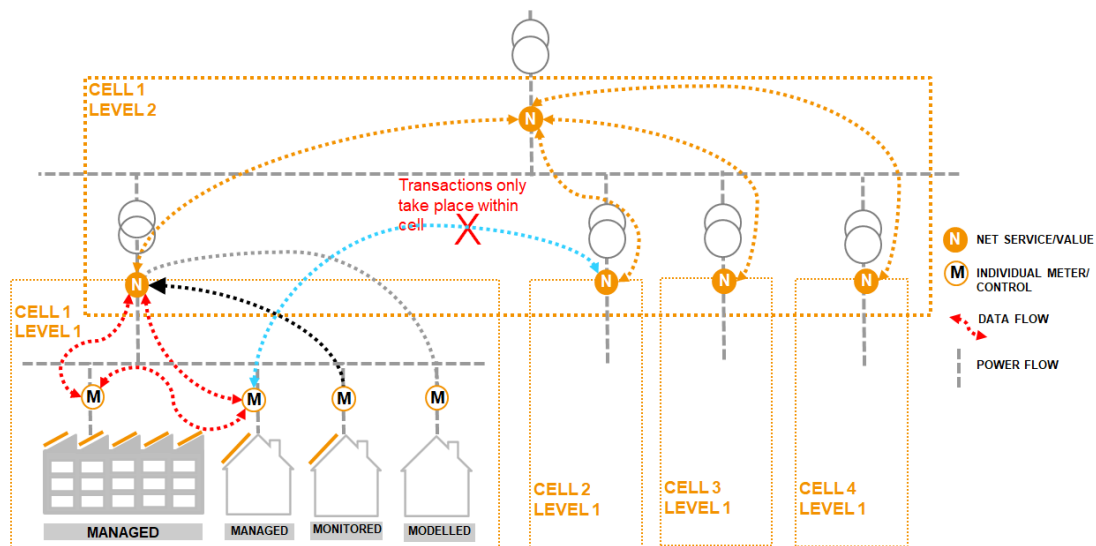 CELL 1
LEVEL 2
N
Transactions only
take place within
cell
N
N
N
N
N NET SERVICE/VALUE
M INDIVIDUAL METER/
CONTROL
DATA FLOW
POWER FLOW
CELL 1
LEVEL 1
M
M
M
M
CELL 2
LEVEL 1
CELL 3
LEVEL 1
CELL 4
LEVEL 1
MANAGED
MANAGED
MONITORED
MODELLED